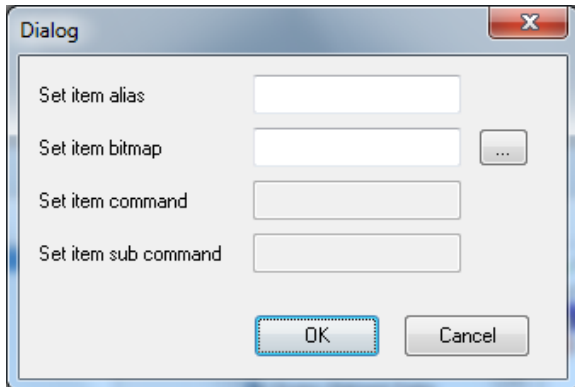 Dialog
Set item alias
Set item bitmap
...
Set item command
Set item sub command
OK Cancel